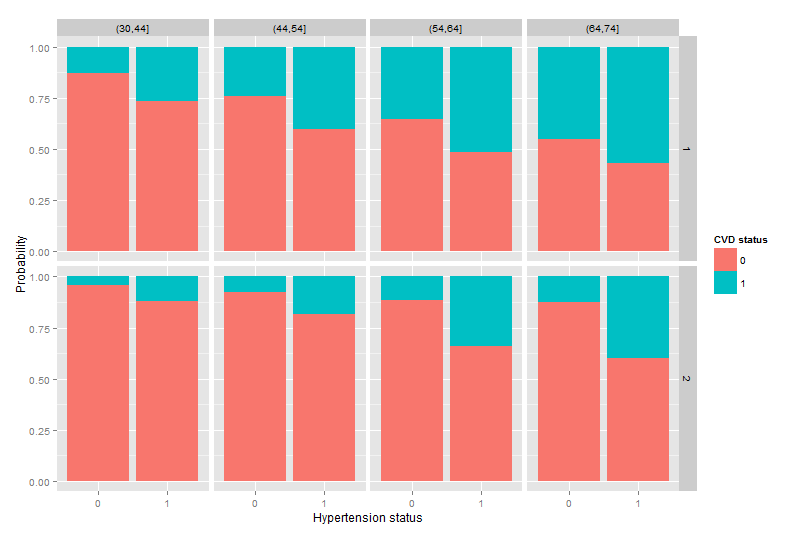 (30,44] (44,54] (54,64] (64,74]
1.00
0.75
0.50
0.25
0.00
1
1.00
0.75
0.50
0.25
0.00
2
Probability
0 1 0 1 0 1 0 1
Hypertension status
CVD status
0
1